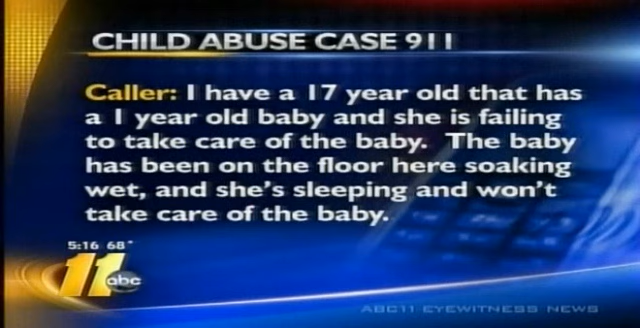 CHILD ABUSE CASE 911
Caller: I have a 17 year old that has
a 1 year old baby and she is failing
to take care of the baby. The baby
has been on the floor here soaking
wet, and she's sleeping and won't
take care of the baby.
5:16 68°
11 abc
ABC11 EYEWITNESS NEWS